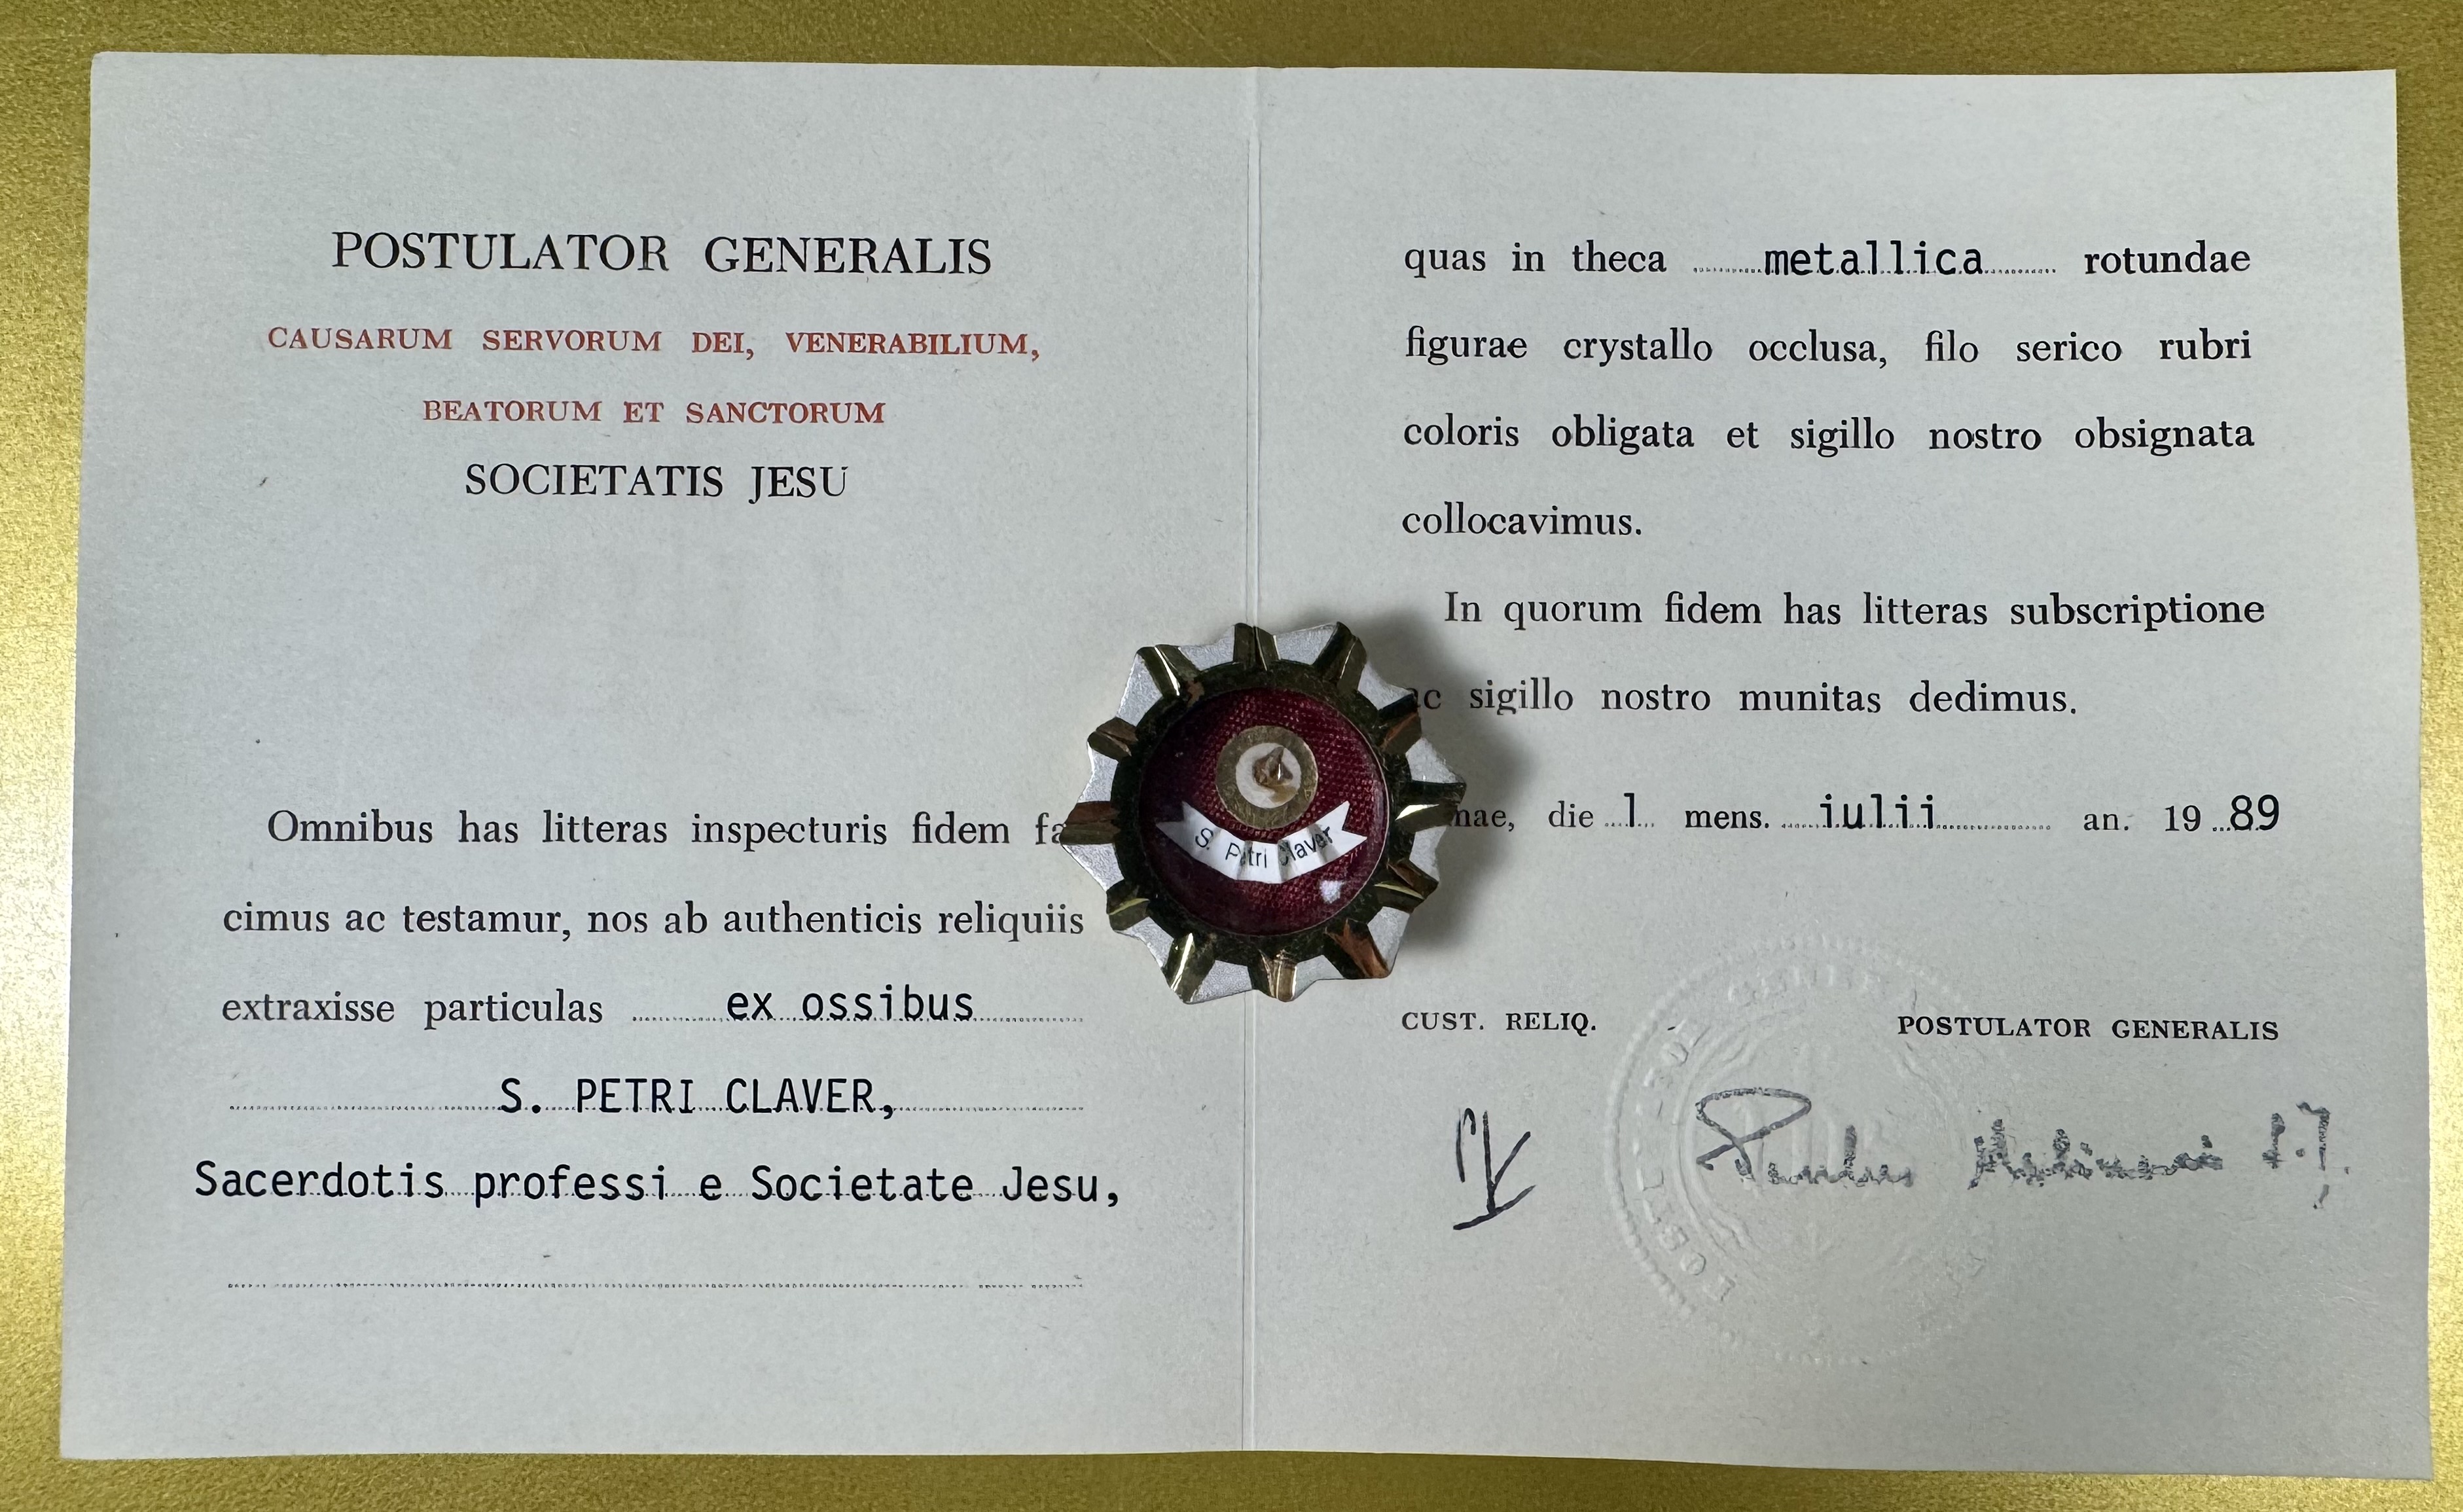 POSTULATOR GENERALIS
CAUSARUM SERVORUM DEI, VENERABILIUM,
BEATORUM ET SANCTORUM
SOCIETATIS JESU
Omnibus has litteras inspecturis fidem fa
cimus ac testamur, nos ab authenticis reliquiis
extraxisse particulas ex ossibus
S. PETRI CLAVER,
Sacerdotis professi e Societate Jesu,
S. Petri Claver
quas in theca metallica rotundae
figurae crystallo occlusa, filo serico rubri
coloris obligata et sigillo nostro obsignata
collocavimus.
In quorum fidem has litteras subscriptione
ac sigillo nostro munitas dedimus.
die 1 mens. iulii an. 19 89
CUST. RELIQ.
POSTULATOR GENERALIS
Paulus Molinari S.J.